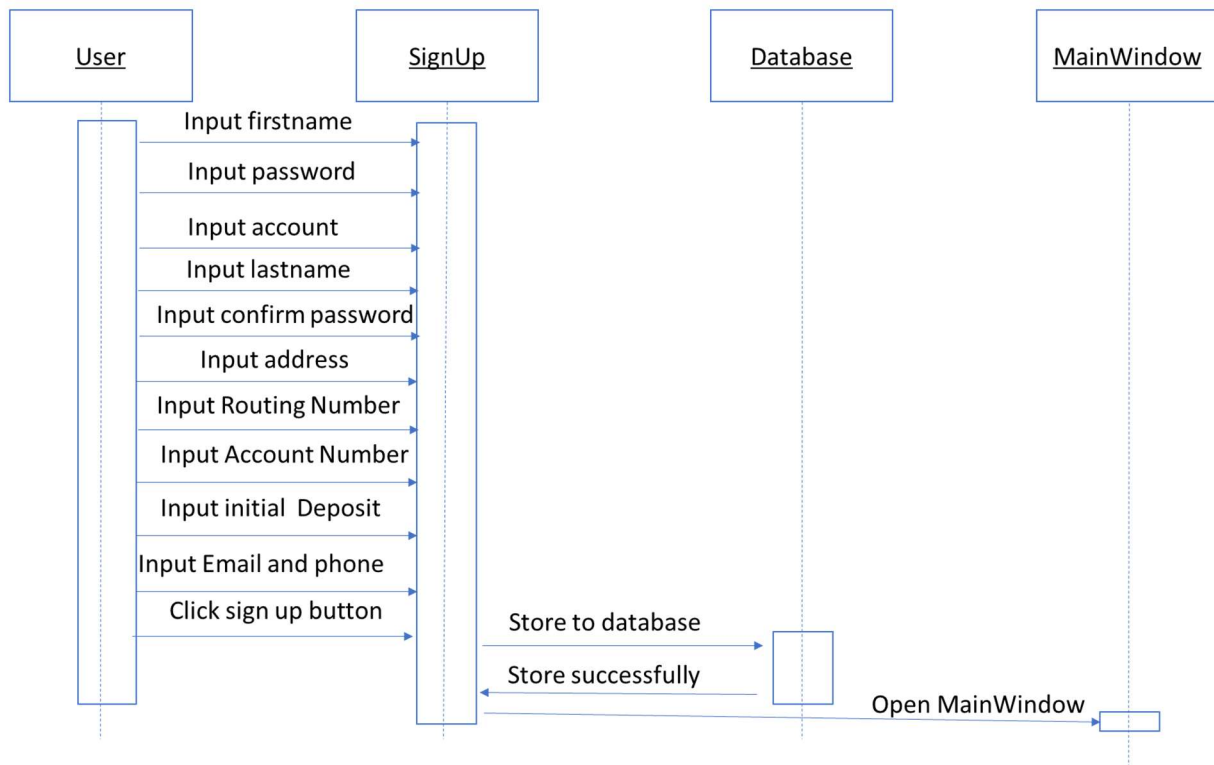 User
SignUp
Database
MainWindow
Input firstname
Input password
Input account
Input lastname
Input confirm password
Input address
Input Routing Number
Input Account Number
Input initial  Deposit
Input Email and phone
Click sign up button
Store to database
Store successfully
Open MainWindow